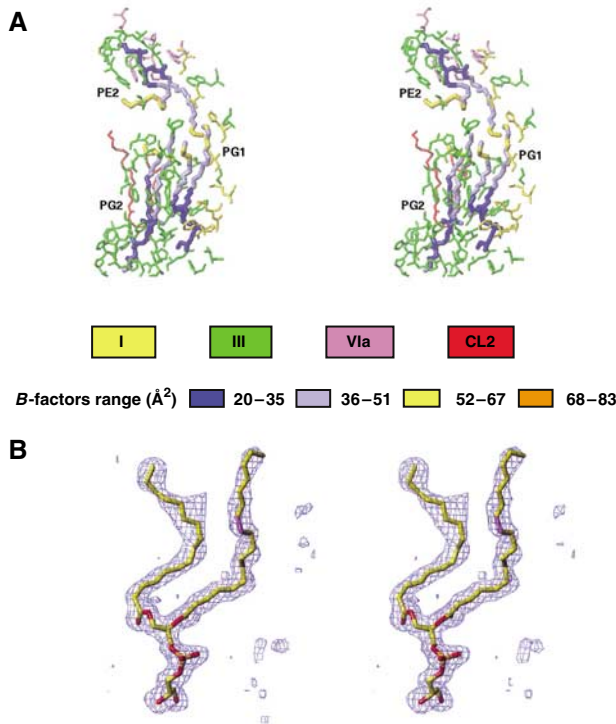 A
PE2 PE2
PG1 PG1
PG2 PG2
I III VIa CL2
B-factors range (Å²) 20–35 36–51 52–67 68–83
B